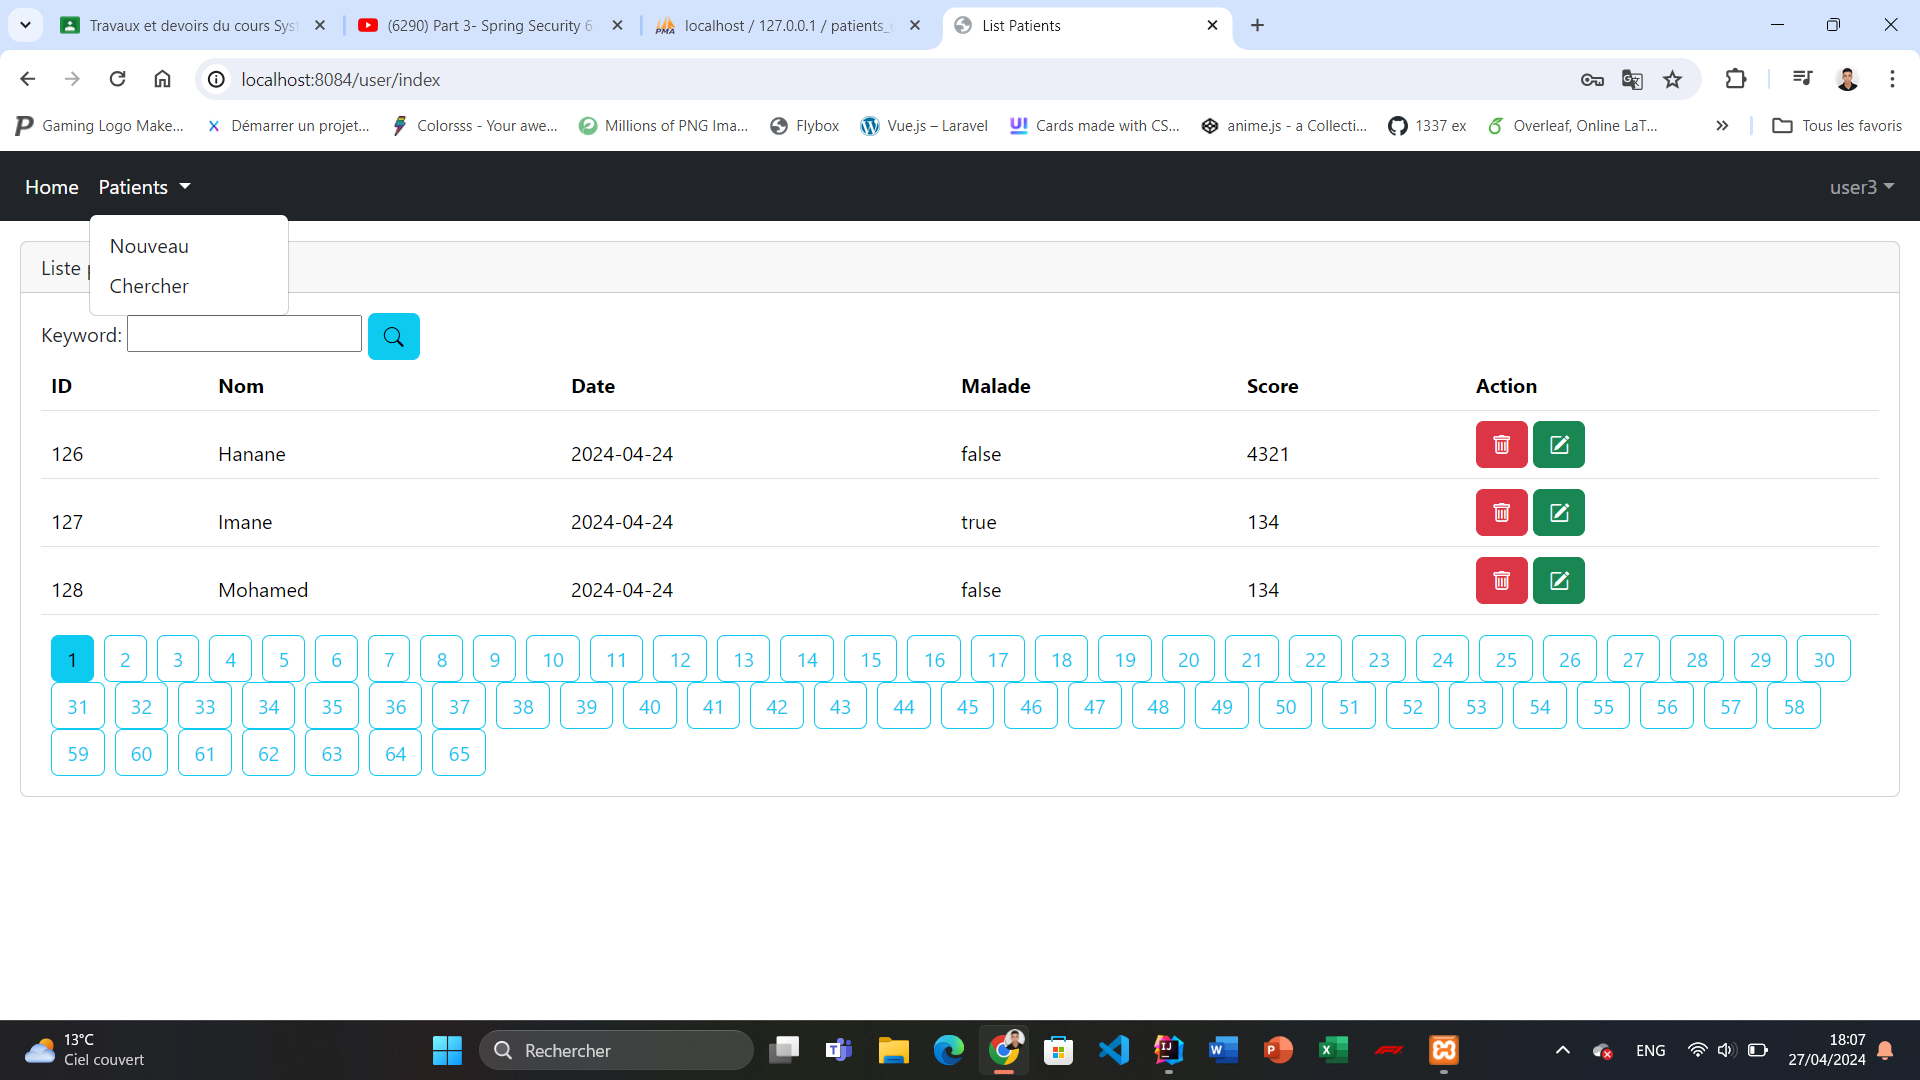 Travaux et devoirs du cours Syst
(6290) Part 3- Spring Security 6
localhost / 127.0.0.1 / patients_
List Patients
localhost:8084/user/index
Gaming Logo Make...
Démarrer un projet...
Colorsss - Your awe...
Millions of PNG Ima...
Flybox
Vue.js – Laravel
Cards made with CS...
anime.js - a Collecti...
1337 ex
Overleaf, Online LaT...
Tous les favoris
Home Patients user3
Nouveau
Chercher
Liste
Keyword:
ID Nom Date Malade Score Action
126 Hanane 2024-04-24 false 4321
127 Imane 2024-04-24 true 134
128 Mohamed 2024-04-24 false 134
1 2 3 4 5 6 7 8 9 10 11 12 13 14 15 16 17 18 19 20 21 22 23 24 25 26 27 28 29 30
31 32 33 34 35 36 37 38 39 40 41 42 43 44 45 46 47 48 49 50 51 52 53 54 55 56 57 58
59 60 61 62 63 64 65
13°C
Ciel couvert
Rechercher
ENG
18:07
27/04/2024